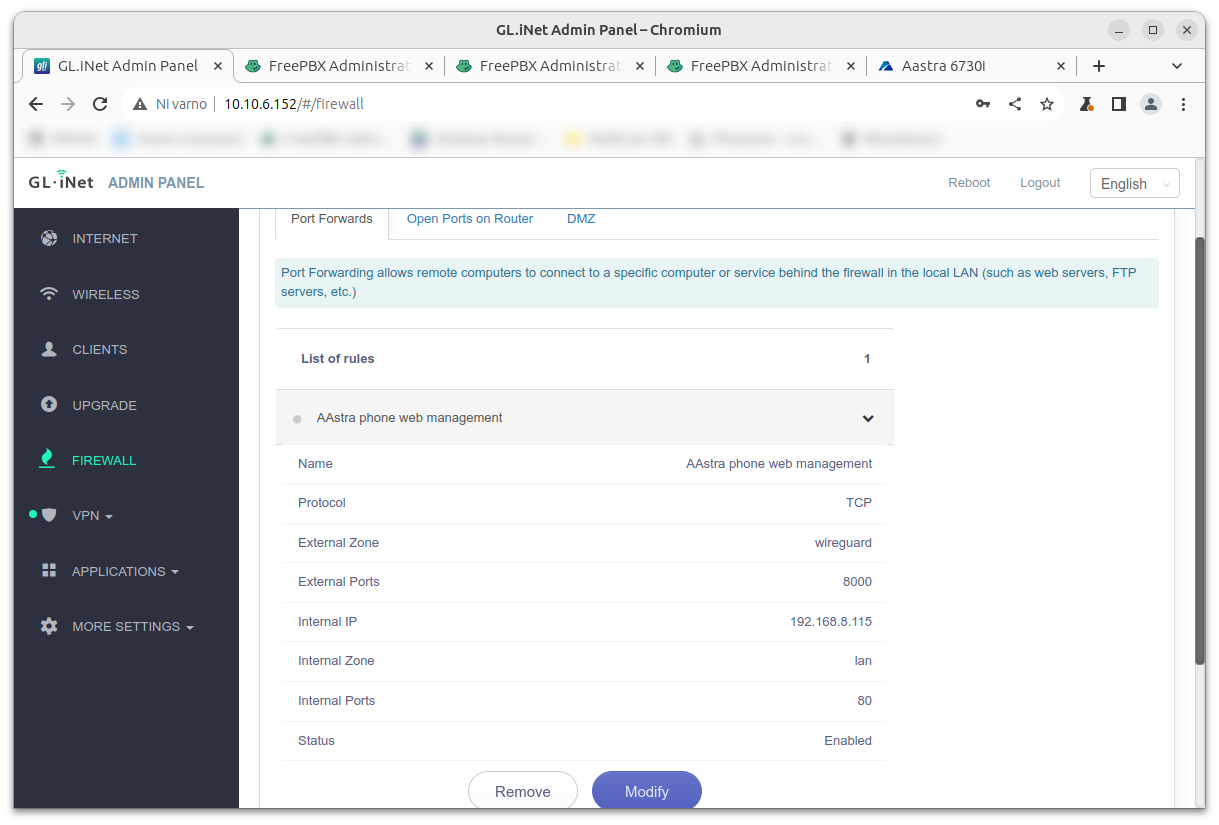 GL.iNet Admin Panel – Chromium
GL.iNet Admin Panel
FreePBX Administrat
FreePBX Administrat
FreePBX Administrat
Aastra 6730I
Ni varno
10.10.6.152/#/firewall
GL·iNet ADMIN PANEL
Reboot
Logout
English
INTERNET
WIRELESS
CLIENTS
UPGRADE
FIREWALL
VPN
APPLICATIONS
MORE SETTINGS
Port Forwards
Open Ports on Router
DMZ
Port Forwarding allows remote computers to connect to a specific computer or service behind the firewall in the local LAN (such as web servers, FTP
servers, etc.)
List of rules 1
AAstra phone web management
Name AAstra phone web management
Protocol TCP
External Zone wireguard
External Ports 8000
Internal IP 192.168.8.115
Internal Zone lan
Internal Ports 80
Status Enabled
Remove
Modify